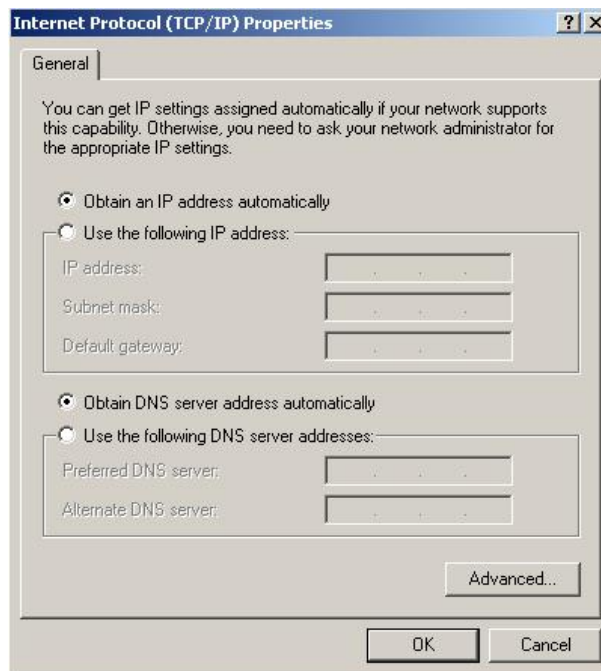 Internet Protocol (TCP/IP) Properties
General
You can get IP settings assigned automatically if your network supports
this capability. Otherwise, you need to ask your network administrator for
the appropriate IP settings.
Obtain an IP address automatically
Use the following IP address:
IP address:
Subnet mask:
Default gateway:
Obtain DNS server address automatically
Use the following DNS server addresses:
Preferred DNS server:
Alternate DNS server:
Advanced...
OK Cancel